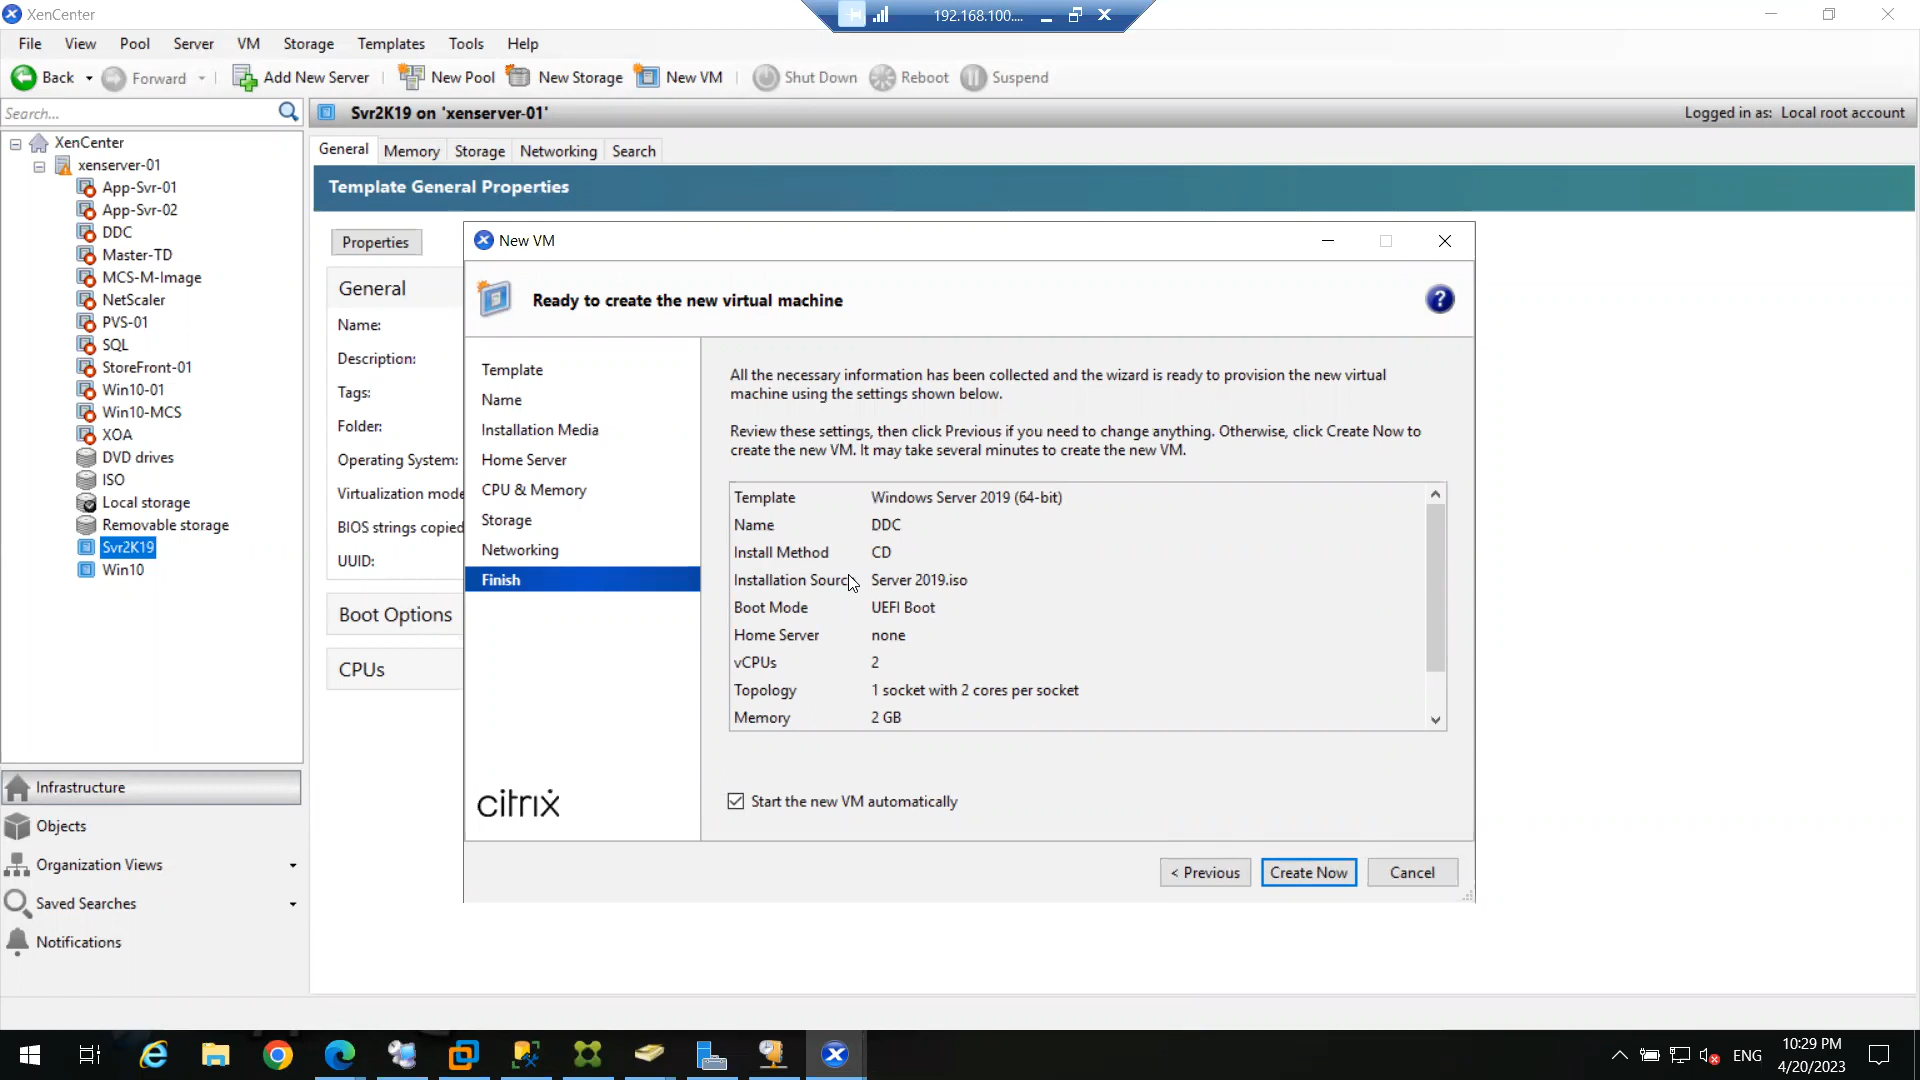 XenCenter
192.168.100....
File View Pool Server VM Storage Templates Tools Help
Back Forward Add New Server New Pool New Storage New VM Shut Down Reboot Suspend
Search...
Svr2K19 on 'xenserver-01'
Logged in as: Local root account
XenCenter
xenserver-01
App-Svr-01
App-Svr-02
DDC
Master-TD
MCS-M-Image
NetScaler
PVS-01
SQL
StoreFront-01
Win10-01
Win10-MCS
XOA
DVD drives
ISO
Local storage
Removable storage
Svr2K19
Win10
Infrastructure
Objects
Organization Views
Saved Searches
Notifications
General Memory Storage Networking Search
Template General Properties
Properties
General
Name:
Description:
Tags:
Folder:
Operating System:
Virtualization mode
BIOS strings copied
UUID:
Boot Options
CPUs
New VM
Ready to create the new virtual machine
?
Template
Name
Installation Media
Home Server
CPU & Memory
Storage
Networking
Finish
citrix
All the necessary information has been collected and the wizard is ready to provision the new virtual
machine using the settings shown below.
Review these settings, then click Previous if you need to change anything. Otherwise, click Create Now to
create the new VM. It may take several minutes to create the new VM.
Template Windows Server 2019 (64-bit)
Name DDC
Install Method CD
Installation Source Server 2019.iso
Boot Mode UEFI Boot
Home Server none
vCPUs 2
Topology 1 socket with 2 cores per socket
Memory 2 GB
Start the new VM automatically
< Previous Create Now Cancel
ENG
10:29 PM
4/20/2023